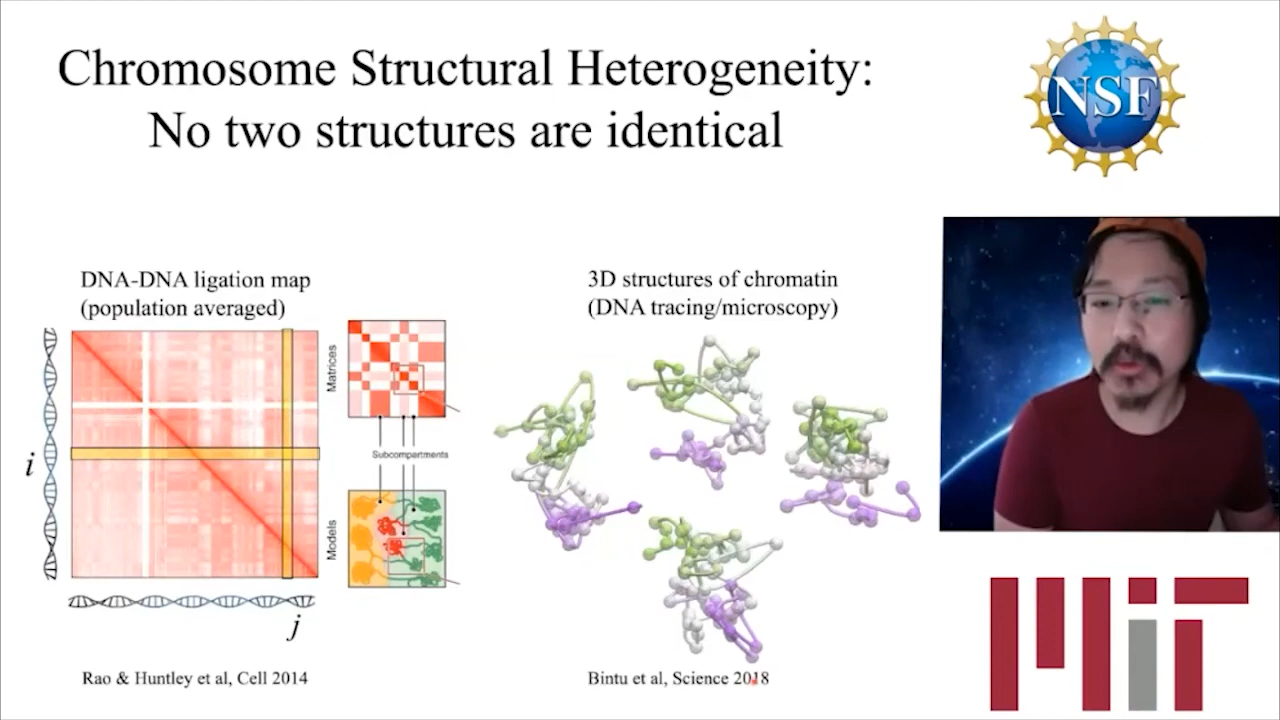 Chromosome Structural Heterogeneity:
No two structures are identical
NSF
DNA-DNA ligation map
(population averaged)
3D structures of chromatin
(DNA tracing/microscopy)
Matrices
Subcompartments
Models
i
j
Rao & Huntley et al, Cell 2014
Bintu et al, Science 2018
MIT